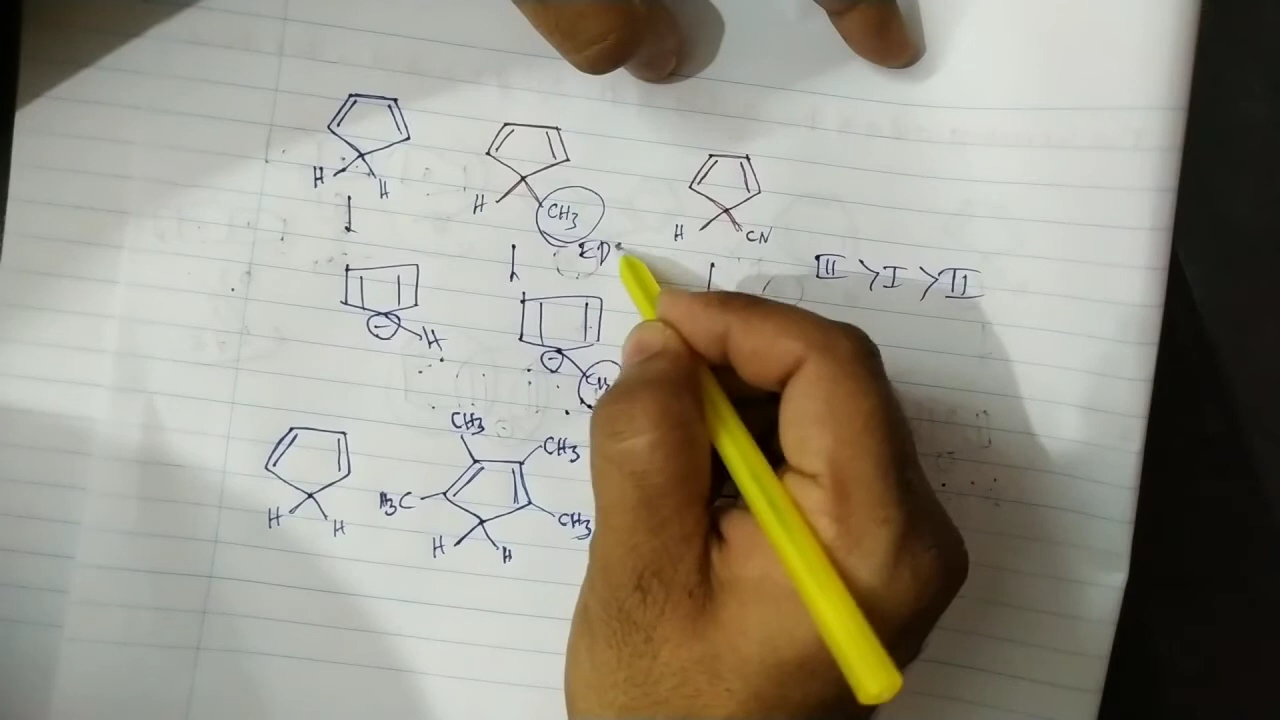 H H
H CH3
H CN
ED
III > I > II
⊖ H
⊖ CH3
CH3
CH3
H3C
CH3
H H
H H